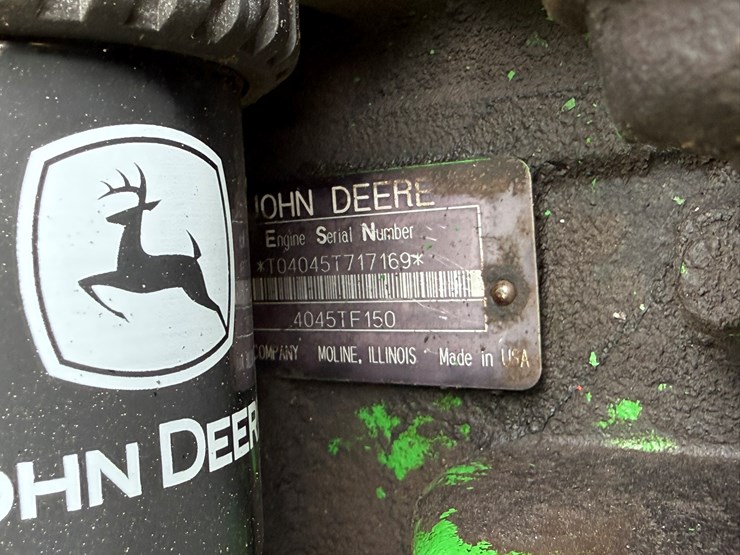 JOHN DEERE
Engine Serial Number
*T04045T717169*
4045TF150
COMPANY MOLINE, ILLINOIS Made in USA
JOHN DEERE